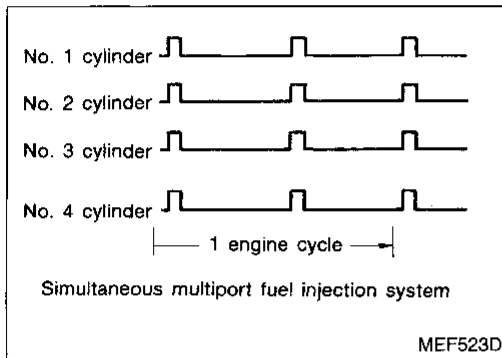 No. 1 cylinder
No. 2 cylinder
No. 3 cylinder
No. 4 cylinder
1 engine cycle
Simultaneous multiport fuel injection system
MEF523D